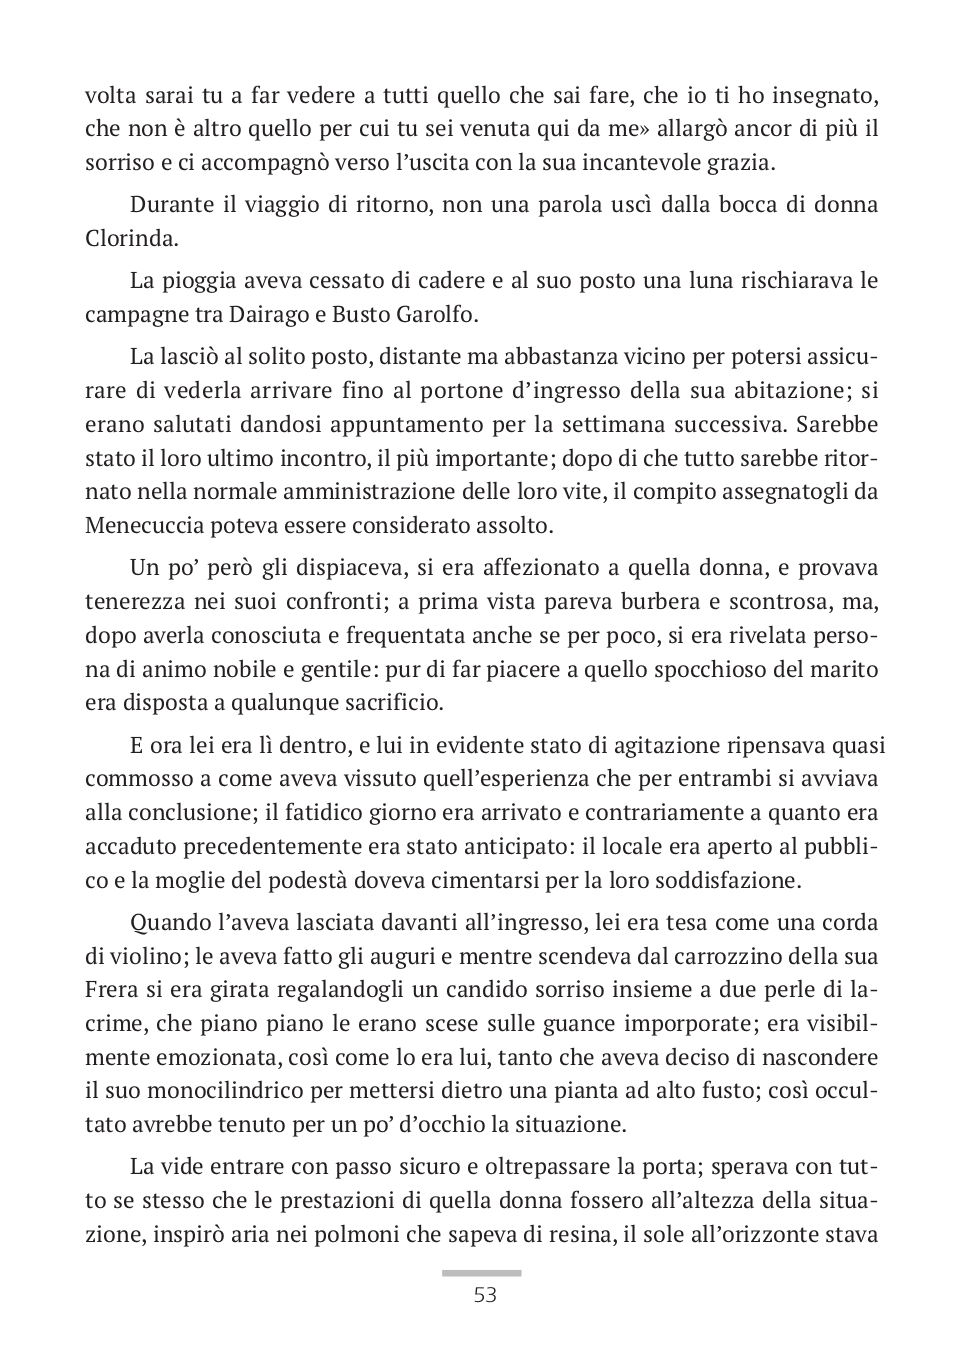 volta sarai tu a far vedere a tutti quello che sai fare, che io ti ho insegnato,
che non è altro quello per cui tu sei venuta qui da me» allargò ancor di più il
sorriso e ci accompagnò verso l’uscita con la sua incantevole grazia.
Durante il viaggio di ritorno, non una parola uscì dalla bocca di donna
Clorinda.
La pioggia aveva cessato di cadere e al suo posto una luna rischiarava le
campagne tra Dairago e Busto Garolfo.
La lasciò al solito posto, distante ma abbastanza vicino per potersi assicu-
rare di vederla arrivare fino al portone d’ingresso della sua abitazione; si
erano salutati dandosi appuntamento per la settimana successiva. Sarebbe
stato il loro ultimo incontro, il più importante; dopo di che tutto sarebbe ritor-
nato nella normale amministrazione delle loro vite, il compito assegnatogli da
Menecuccia poteva essere considerato assolto.
Un po’ però gli dispiaceva, si era affezionato a quella donna, e provava
tenerezza nei suoi confronti; a prima vista pareva burbera e scontrosa, ma,
dopo averla conosciuta e frequentata anche se per poco, si era rivelata perso-
na di animo nobile e gentile: pur di far piacere a quello spocchioso del marito
era disposta a qualunque sacrificio.
E ora lei era lì dentro, e lui in evidente stato di agitazione ripensava quasi
commosso a come aveva vissuto quell’esperienza che per entrambi si avviava
alla conclusione; il fatidico giorno era arrivato e contrariamente a quanto era
accaduto precedentemente era stato anticipato: il locale era aperto al pubbli-
co e la moglie del podestà doveva cimentarsi per la loro soddisfazione.
Quando l’aveva lasciata davanti all’ingresso, lei era tesa come una corda
di violino; le aveva fatto gli auguri e mentre scendeva dal carrozzino della sua
Frera si era girata regalandogli un candido sorriso insieme a due perle di la-
crime, che piano piano le erano scese sulle guance imporporate; era visibil-
mente emozionata, così come lo era lui, tanto che aveva deciso di nascondere
il suo monocilindrico per mettersi dietro una pianta ad alto fusto; così occul-
tato avrebbe tenuto per un po’ d’occhio la situazione.
La vide entrare con passo sicuro e oltrepassare la porta; sperava con tut-
to se stesso che le prestazioni di quella donna fossero all’altezza della situa-
zione, inspirò aria nei polmoni che sapeva di resina, il sole all’orizzonte stava
53